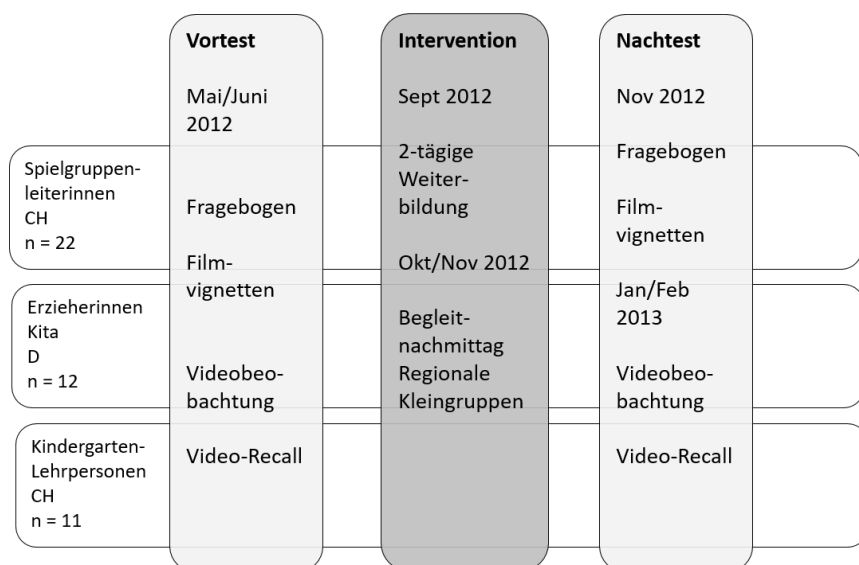 Vortest
Mai/Juni
2012
Fragebogen
Film-
vignetten
Videobeo-
bachtung
Video-Recall
Intervention
Sept 2012
2-tägige
Weiter-
bildung
Okt/Nov 2012
Begleit-
nachmittag
Regionale
Kleingruppen
Nachtest
Nov 2012
Fragebogen
Film-
vignetten
Jan/Feb
2013
Videobeo-
bachtung
Video-Recall
Spielgruppen-
leiterinnen
CH
n = 22
Erzieherinnen
Kita
D
n = 12
Kindergarten-
Lehrpersonen
CH
n = 11